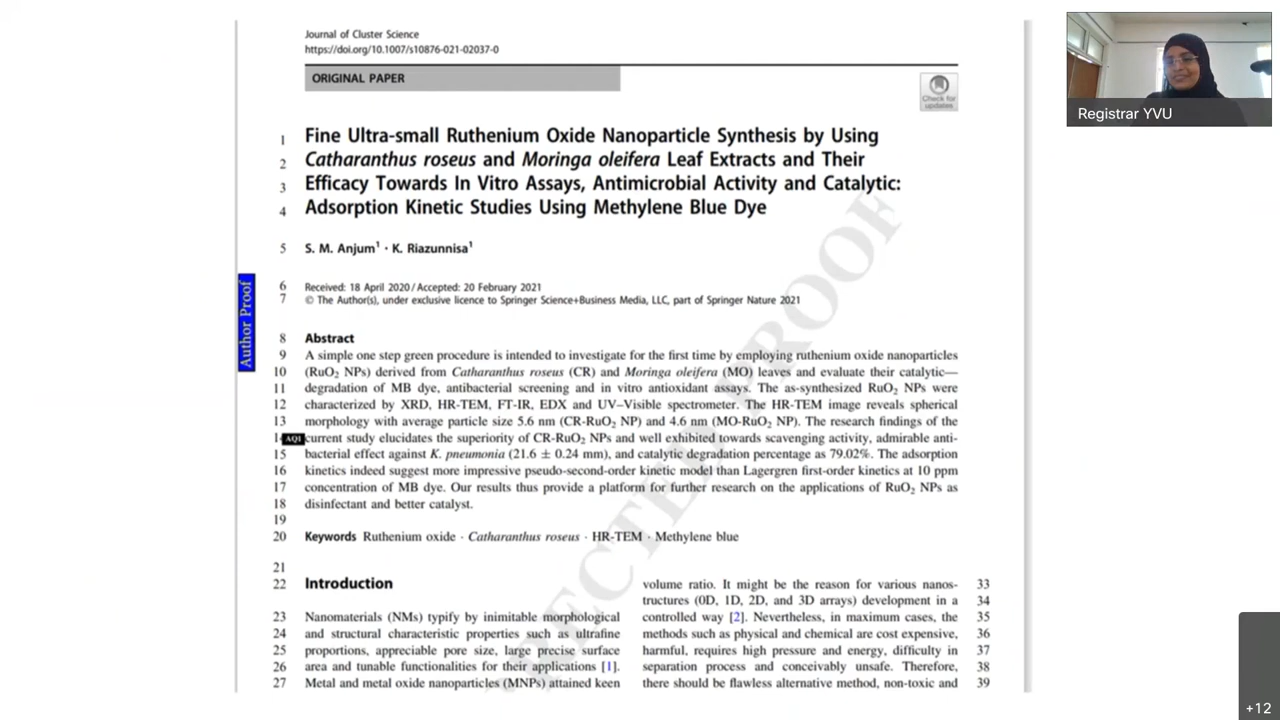 Journal of Cluster Science
https://doi.org/10.1007/s10876-021-02037-0
ORIGINAL PAPER
Check for
updates
1 Fine Ultra-small Ruthenium Oxide Nanoparticle Synthesis by Using
2 Catharanthus roseus and Moringa oleifera Leaf Extracts and Their
3 Efficacy Towards In Vitro Assays, Antimicrobial Activity and Catalytic:
4 Adsorption Kinetic Studies Using Methylene Blue Dye
5 S. M. Anjum¹ · K. Riazunnisa¹
6 Received: 18 April 2020 / Accepted: 20 February 2021
7 © The Author(s), under exclusive licence to Springer Science+Business Media, LLC, part of Springer Nature 2021
Author Proof
8 Abstract
9 A simple one step green procedure is intended to investigate for the first time by employing ruthenium oxide nanoparticles
10 (RuO₂ NPs) derived from Catharanthus roseus (CR) and Moringa oleifera (MO) leaves and evaluate their catalytic—
11 degradation of MB dye, antibacterial screening and in vitro antioxidant assays. The as-synthesized RuO₂ NPs were
12 characterized by XRD, HR-TEM, FT-IR, EDX and UV–Visible spectrometer. The HR-TEM image reveals spherical
13 morphology with average particle size 5.6 nm (CR-RuO₂ NP) and 4.6 nm (MO-RuO₂ NP). The research findings of the
AQ1 current study elucidates the superiority of CR-RuO₂ NPs and well exhibited towards scavenging activity, admirable anti-
15 bacterial effect against K. pneumonia (21.6 ± 0.24 mm), and catalytic degradation percentage as 79.02%. The adsorption
16 kinetics indeed suggest more impressive pseudo-second-order kinetic model than Lagergren first-order kinetics at 10 ppm
17 concentration of MB dye. Our results thus provide a platform for further research on the applications of RuO₂ NPs as
18 disinfectant and better catalyst.
19
20 Keywords Ruthenium oxide · Catharanthus roseus · HR-TEM · Methylene blue
21
22 Introduction
23 Nanomaterials (NMs) typify by inimitable morphological
24 and structural characteristic properties such as ultrafine
25 proportions, appreciable pore size, large precise surface
26 area and tunable functionalities for their applications [1].
27 Metal and metal oxide nanoparticles (MNPs) attained keen
volume ratio. It might be the reason for various nanos- 33
tructures (0D, 1D, 2D, and 3D arrays) development in a 34
controlled way [2]. Nevertheless, in maximum cases, the 35
methods such as physical and chemical are cost expensive, 36
harmful, requires high pressure and energy, difficulty in 37
separation process and conceivably unsafe. Therefore, 38
there should be flawless alternative method, non-toxic and 39
Registrar YVU
+12